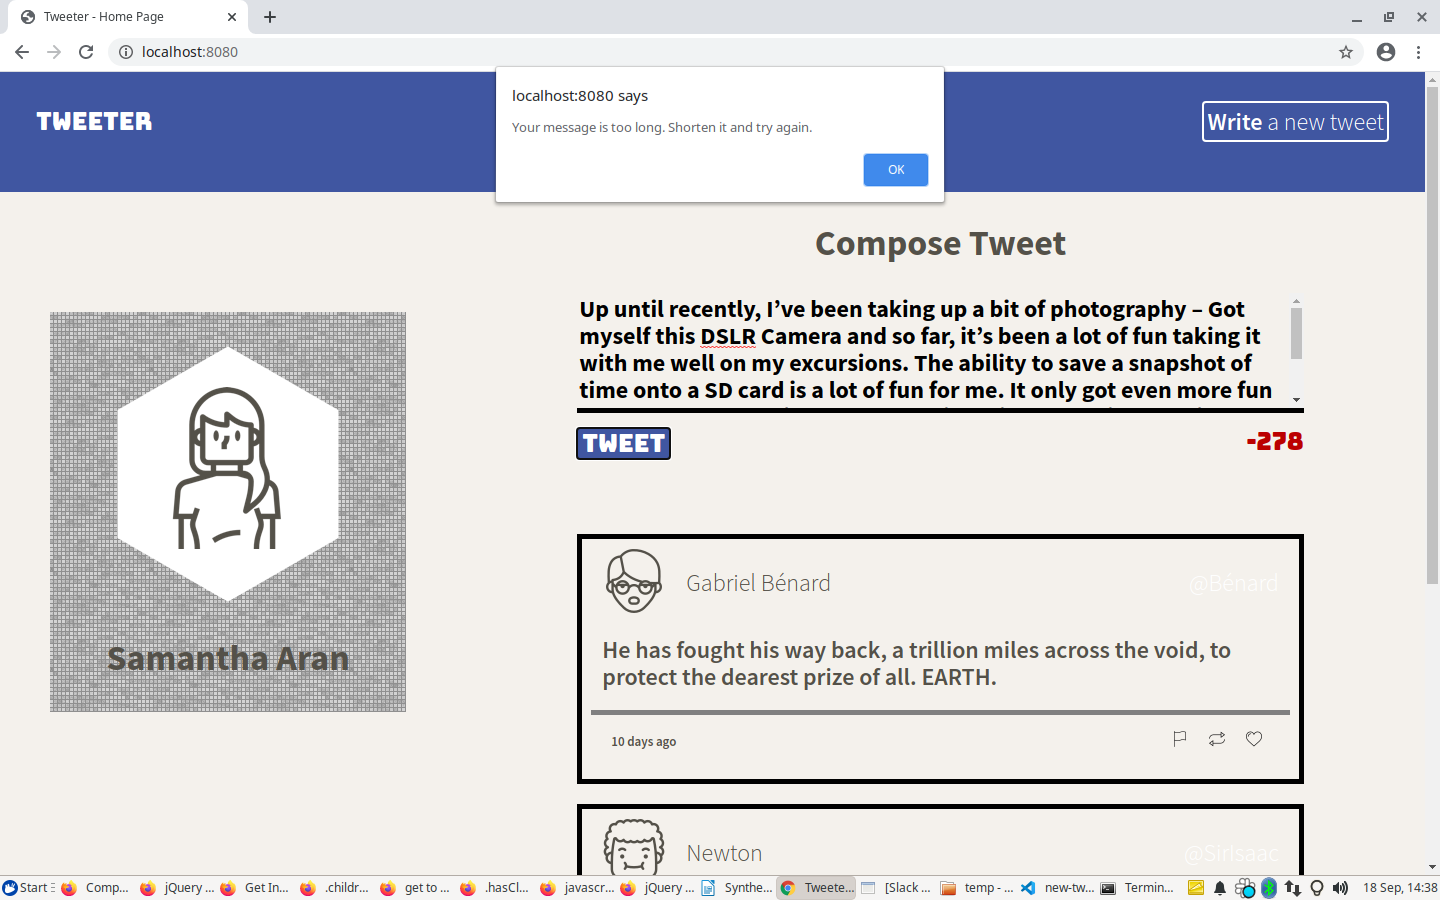 Tweeter - Home Page
localhost:8080
localhost:8080 says
Your message is too long. Shorten it and try again.
OK
TWEETER
Write a new tweet
Compose Tweet
Up until recently, I’ve been taking up a bit of photography – Got
myself this DSLR Camera and so far, it’s been a lot of fun taking it
with me well on my excursions. The ability to save a snapshot of
time onto a SD card is a lot of fun for me. It only got even more fun
TWEET
-278
Samantha Aran
Gabriel Bénard
@Bénard
He has fought his way back, a trillion miles across the void, to
protect the dearest prize of all. EARTH.
10 days ago
Newton
@SirIsaac
Start
Comp...
jQuery ...
Get In...
.childr...
get to ...
.hasCl...
javascr...
jQuery ...
Synthe...
Tweete...
[Slack ...
temp - ...
new-tw...
Termin...
18 Sep, 14:38